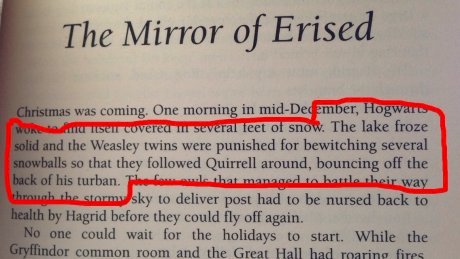 The Mirror of Erised
Christmas was coming. One morning in mid-December, Hogwarts
woke to find itself covered in several feet of snow. The lake froze
solid and the Weasley twins were punished for bewitching several
snowballs so that they followed Quirrell around, bouncing off the
back of his turban. The few owls that managed to battle their way
through the stormy sky to deliver post had to be nursed back to
health by Hagrid before they could fly off again.
No one could wait for the holidays to start. While the
Gryffindor common room and the Great Hall had roaring fires,